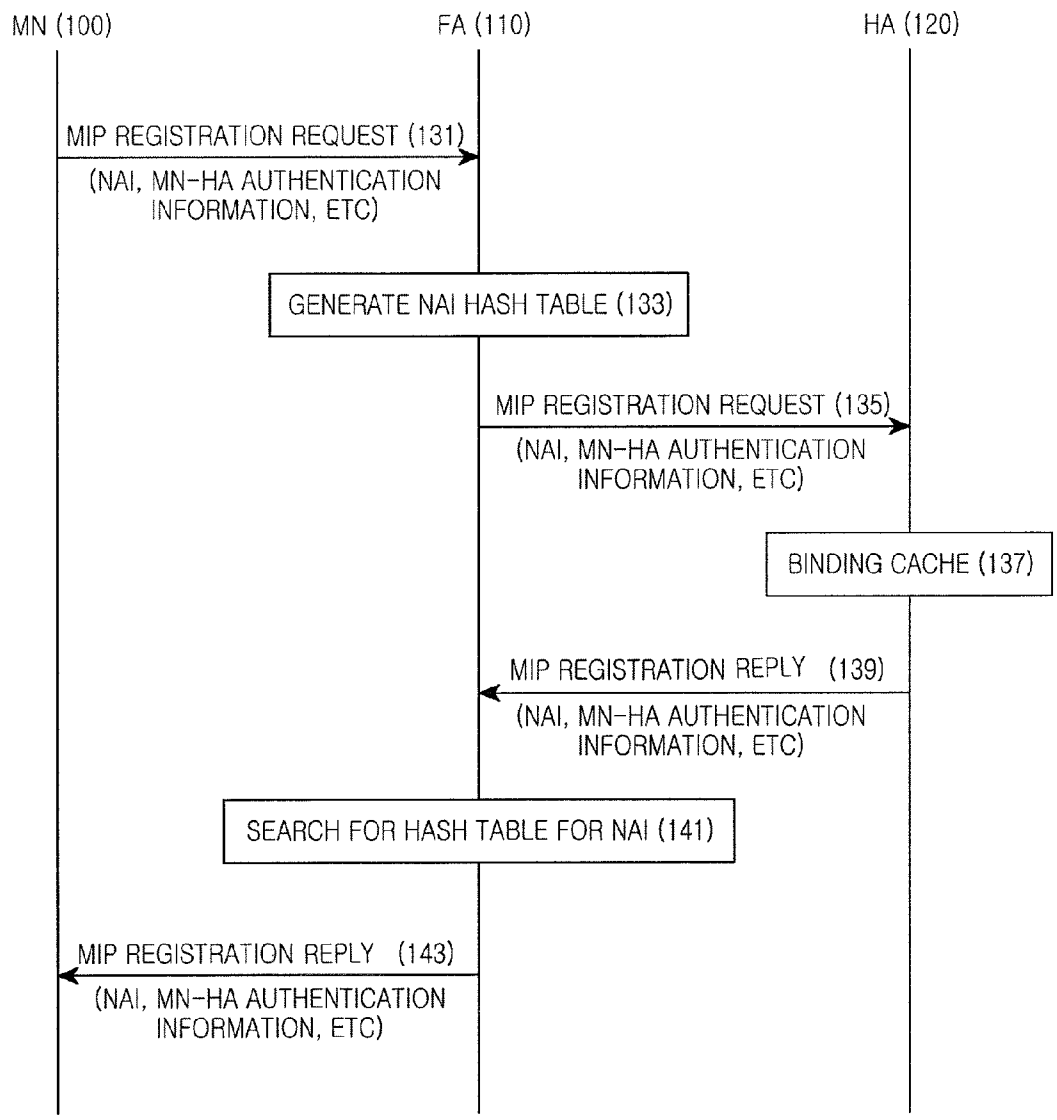 MN (100)
FA (110)
HA (120)
MIP REGISTRATION REQUEST (131)
(NAI, MN-HA AUTHENTICATION
INFORMATION, ETC)
GENERATE NAI HASH TABLE (133)
MIP REGISTRATION REQUEST (135)
(NAI, MN-HA AUTHENTICATION
INFORMATION, ETC)
BINDING CACHE (137)
MIP REGISTRATION REPLY (139)
(NAI, MN-HA AUTHENTICATION
INFORMATION, ETC)
SEARCH FOR HASH TABLE FOR NAI (141)
MIP REGISTRATION REPLY (143)
(NAI, MN-HA AUTHENTICATION
INFORMATION, ETC)